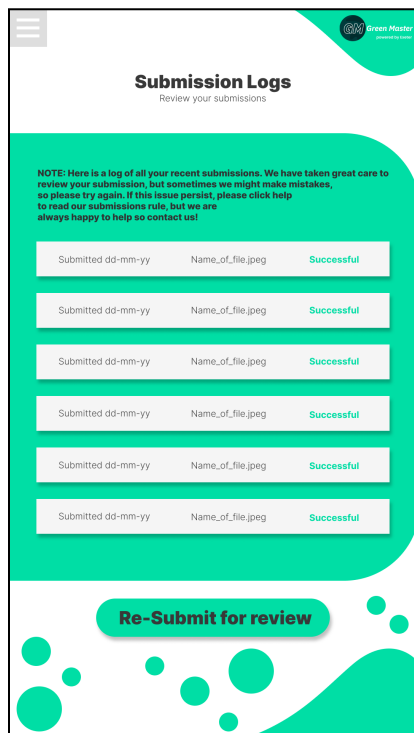 GM Green Master
powered by Kusior
Submission Logs
Review your submissions
NOTE: Here is a log of all your recent submissions. We have taken great care to
review your submission, but sometimes we might make mistakes,
so please try again. If this issue persist, please click help
to read our submissions rule, but we are
always happy to help so contact us!
Submitted dd-mm-yy Name_of_file.jpeg Successful
Submitted dd-mm-yy Name_of_file.jpeg Successful
Submitted dd-mm-yy Name_of_file.jpeg Successful
Submitted dd-mm-yy Name_of_file.jpeg Successful
Submitted dd-mm-yy Name_of_file.jpeg Successful
Submitted dd-mm-yy Name_of_file.jpeg Successful
Re-Submit for review